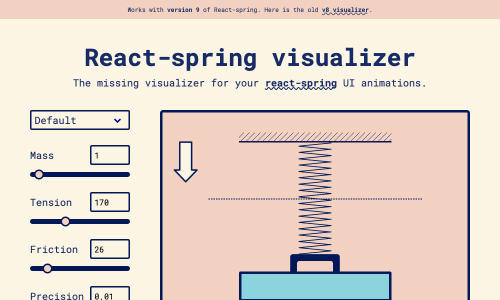 Works with version 9 of React-spring. Here is the old v8 visualizer.
React-spring visualizer
The missing visualizer for your react-spring UI animations.
Default
Mass 1
Tension 170
Friction 26
Precision 0.01